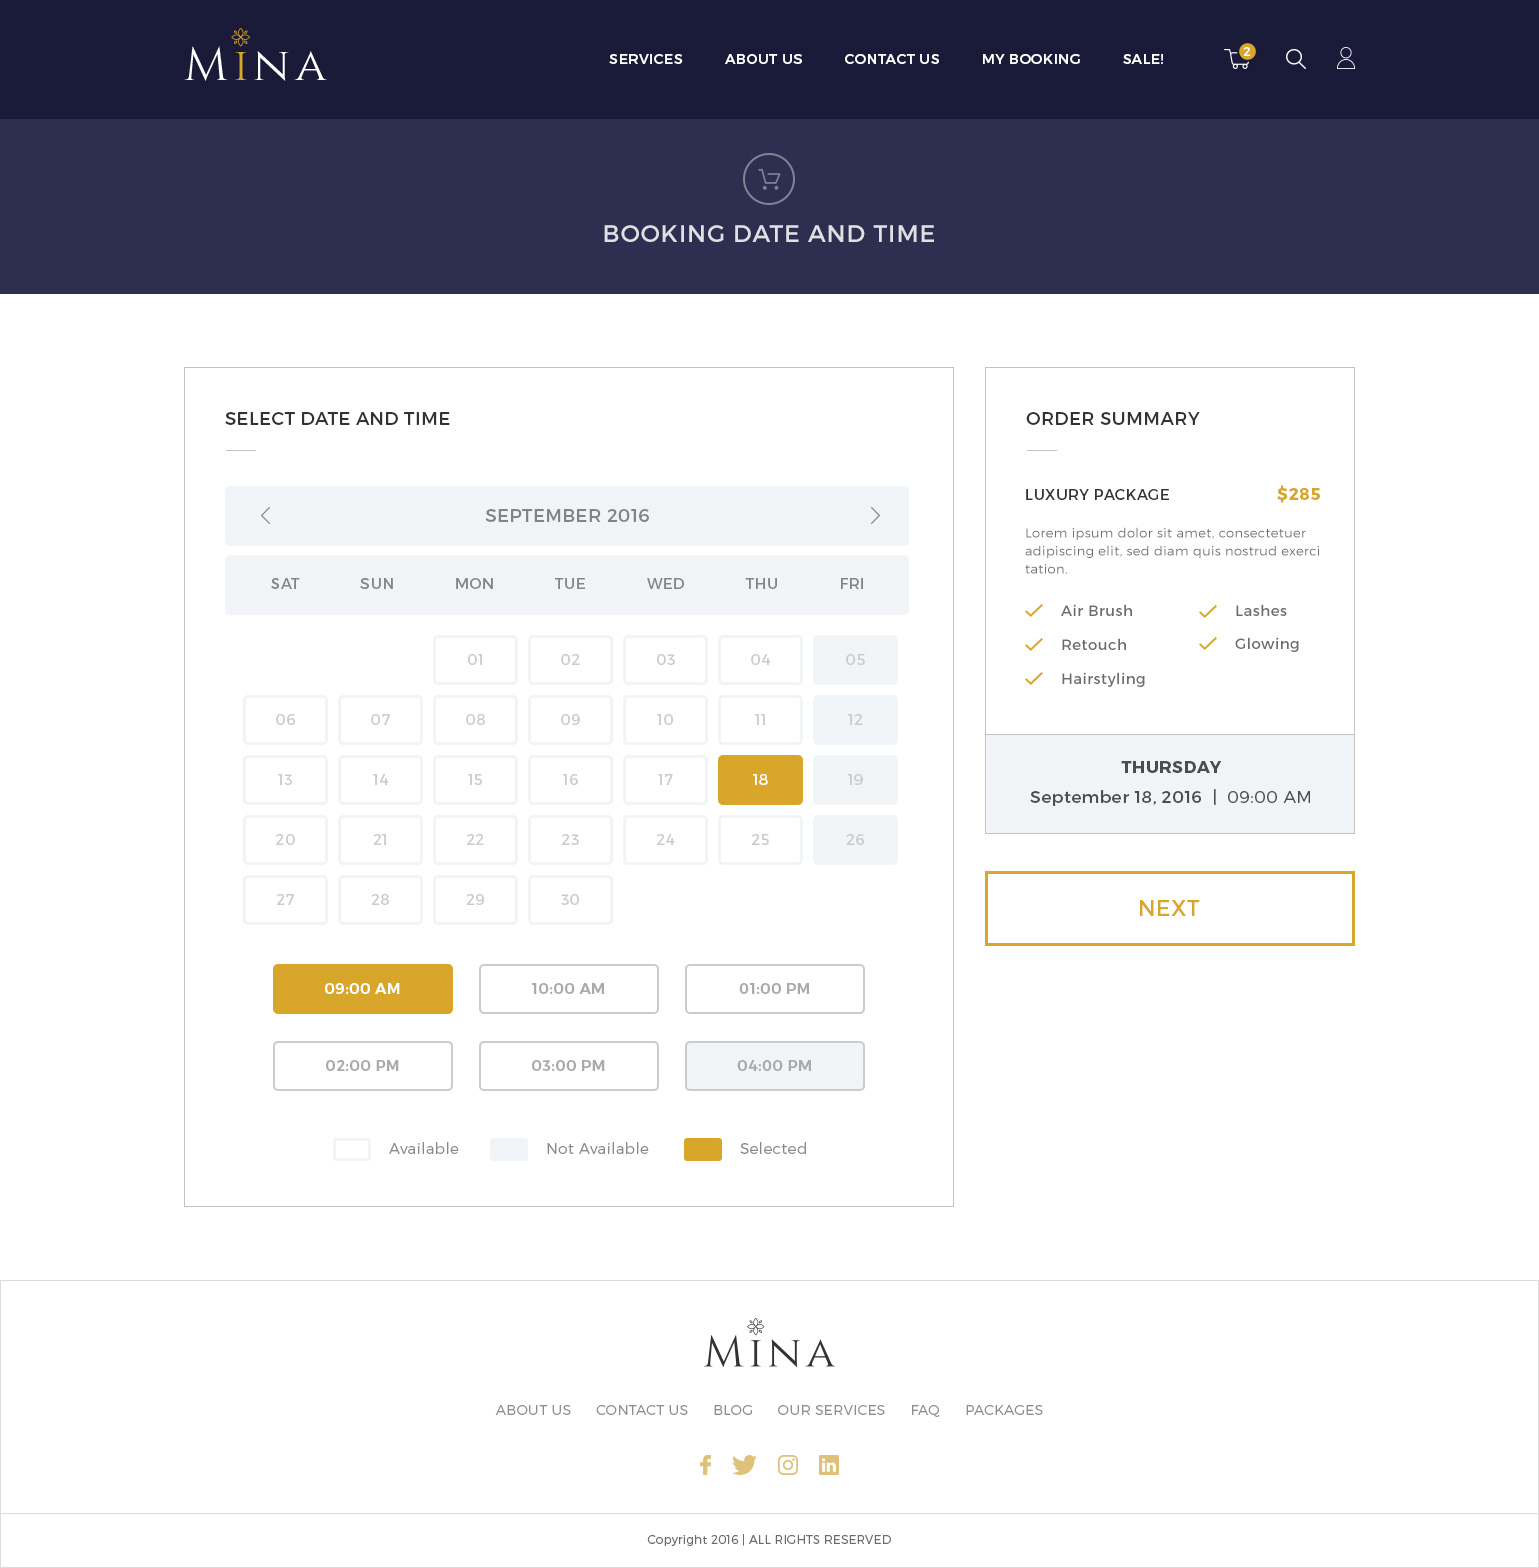 MINA
SERVICES ABOUT US CONTACT US MY BOOKING SALE! 2
BOOKING DATE AND TIME
SELECT DATE AND TIME
SEPTEMBER 2016
SAT SUN MON TUE WED THU FRI
01 02 03 04 05
06 07 08 09 10 11 12
13 14 15 16 17 18 19
20 21 22 23 24 25 26
27 28 29 30
09:00 AM 10:00 AM 01:00 PM
02:00 PM 03:00 PM 04:00 PM
Available Not Available Selected
ORDER SUMMARY
LUXURY PACKAGE $285
Lorem ipsum dolor sit amet, consectetuer
adipiscing elit, sed diam quis nostrud exerci
tation.
Air Brush Lashes
Retouch Glowing
Hairstyling
THURSDAY
September 18, 2016 | 09:00 AM
NEXT
MINA
ABOUT US CONTACT US BLOG OUR SERVICES FAQ PACKAGES
Copyright 2016 | ALL RIGHTS RESERVED